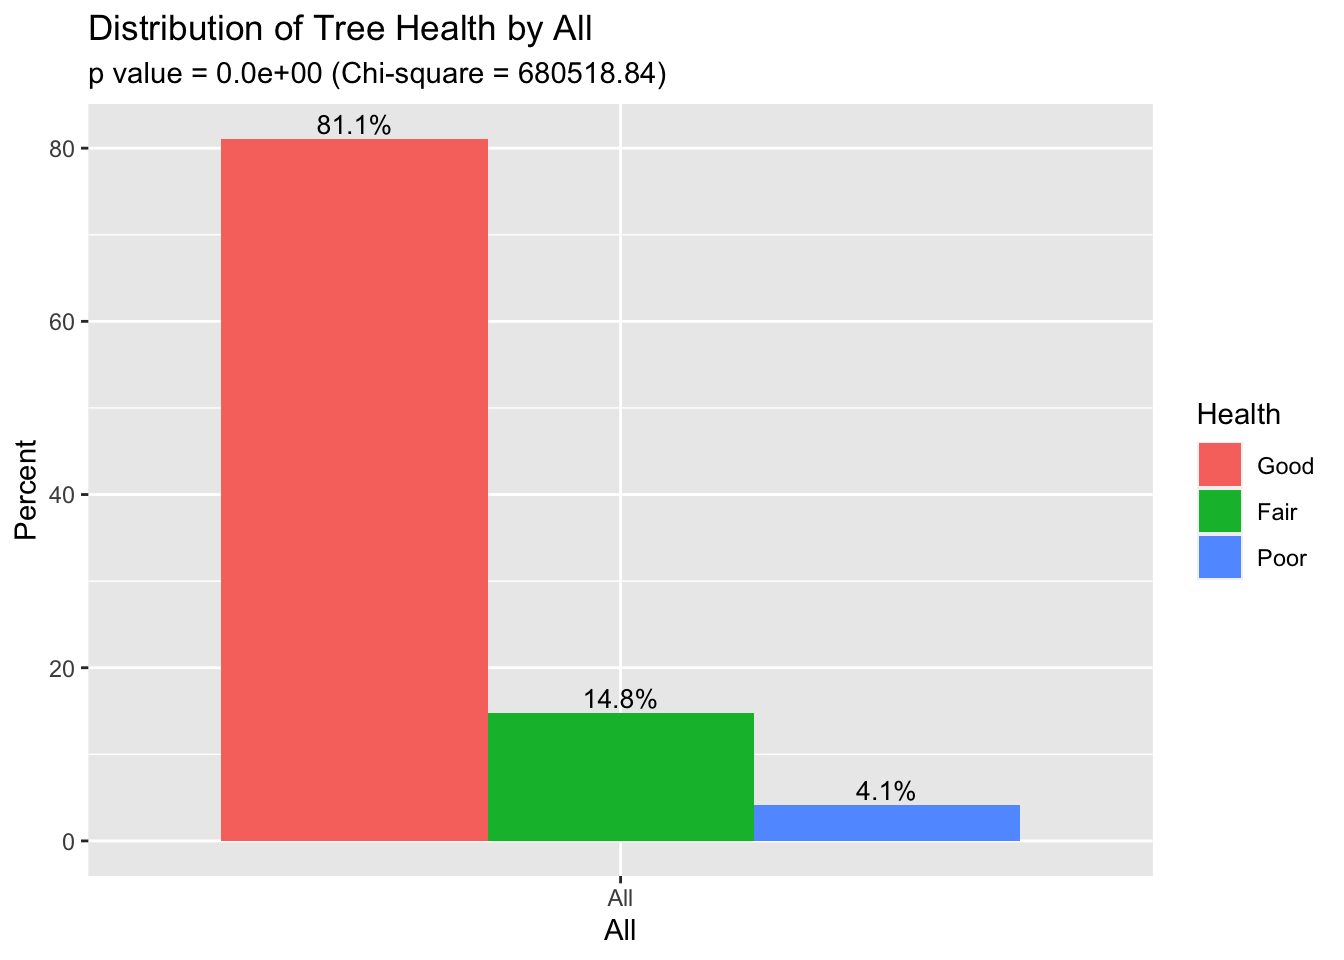 Distribution of Tree Health by All
p value = 0.0e+00 (Chi-square = 680518.84)
81.1%
14.8%
4.1%
80
60
40
20
0
Percent
All
All
Health
Good
Fair
Poor